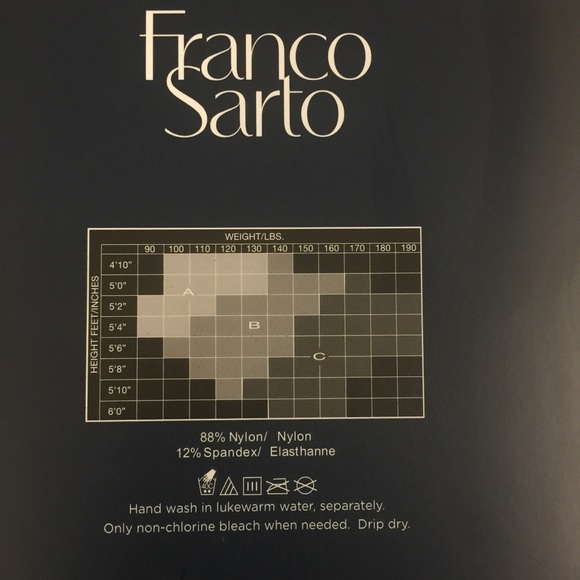 Franco
Sarto
WEIGHT/LBS.
90 100 110 120 130 140 150 160 170 180 190
HEIGHT FEET/INCHES
4'10"
5'0"
5'2"
5'4"
5'6"
5'8"
5'10"
6'0"
A
B
C
88% Nylon/ Nylon
12% Spandex/ Elasthanne
40C
Hand wash in lukewarm water, separately.
Only non-chlorine bleach when needed. Drip dry.